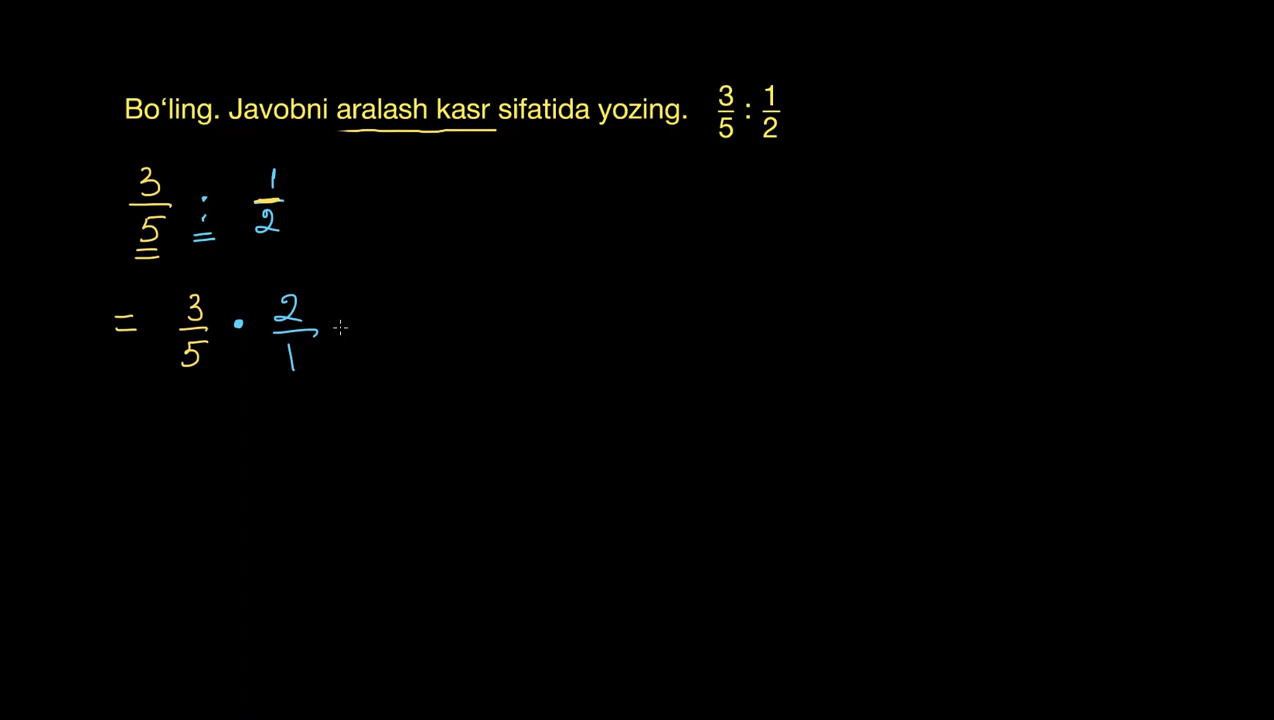 Bo‘ling. Javobni aralash kasr sifatida yozing. 3/5 : 1/2
3/5 : 1/2
= 3/5 · 2/1